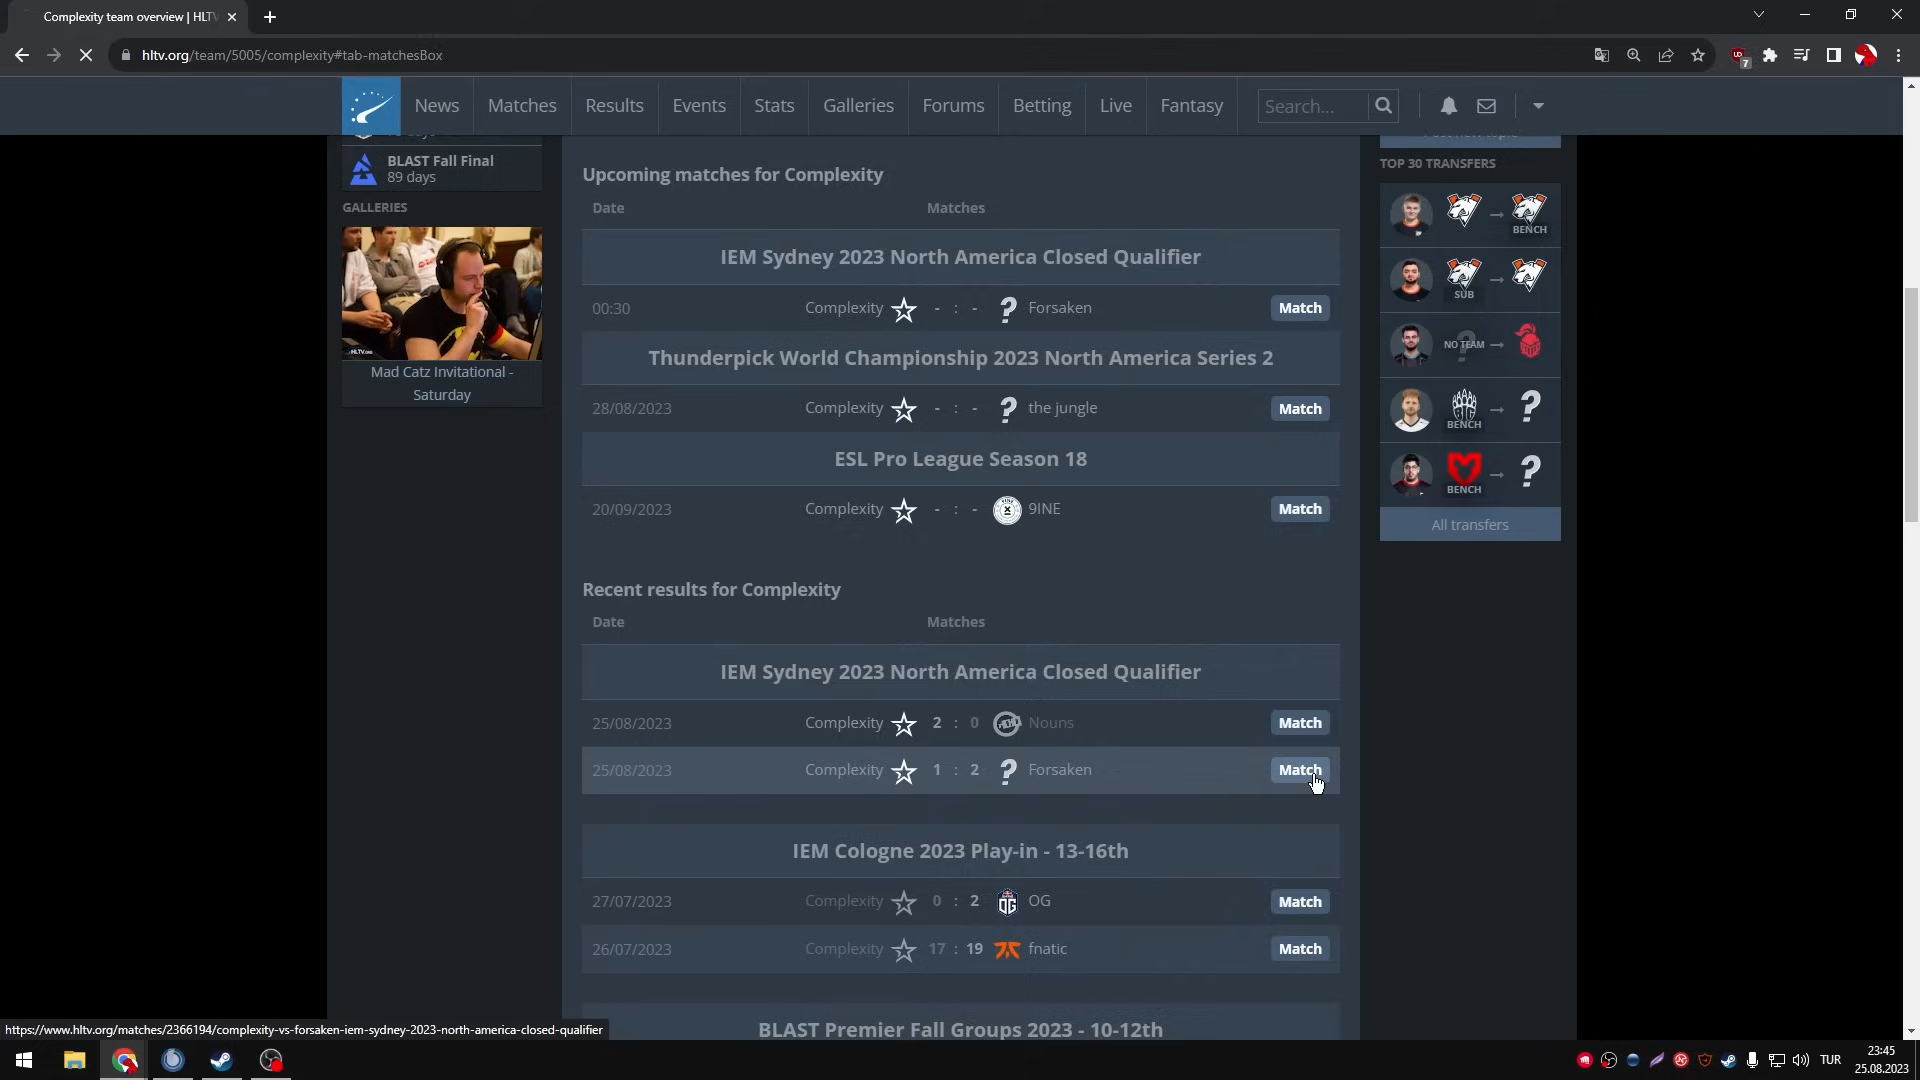 Complexity team overview | HLTV
hltv.org/team/5005/complexity#tab-matchesBox
7
News Matches Results Events Stats Galleries Forums Betting Live Fantasy Search...
BLAST Fall Final
89 days
GALLERIES
HLTV.org
Mad Catz Invitational -
Saturday
Upcoming matches for Complexity
Date Matches
IEM Sydney 2023 North America Closed Qualifier
00:30 Complexity - : - ? Forsaken Match
Thunderpick World Championship 2023 North America Series 2
28/08/2023 Complexity - : - ? the jungle Match
ESL Pro League Season 18
20/09/2023 Complexity - : - 9INE Match
Recent results for Complexity
Date Matches
IEM Sydney 2023 North America Closed Qualifier
25/08/2023 Complexity 2 : 0 Nouns Match
25/08/2023 Complexity 1 : 2 ? Forsaken Match
IEM Cologne 2023 Play-in - 13-16th
27/07/2023 Complexity 0 : 2 OG Match
26/07/2023 Complexity 17 : 19 fnatic Match
BLAST Premier Fall Groups 2023 - 10-12th
TOP 30 TRANSFERS
BENCH
SUB
NO TEAM
BENCH ?
BENCH ?
All transfers
https://www.hltv.org/matches/2366194/complexity-vs-forsaken-iem-sydney-2023-north-america-closed-qualifier
TUR
23:45
25.08.2023